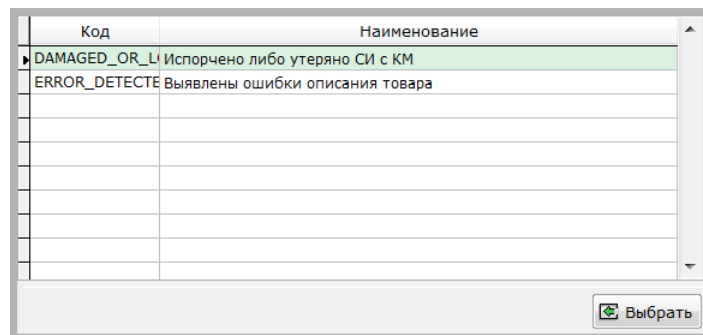 Код Наименование
DAMAGED_OR_L Испорчено либо утеряно СИ с КМ
ERROR_DETECTE Выявлены ошибки описания товара
Выбрать